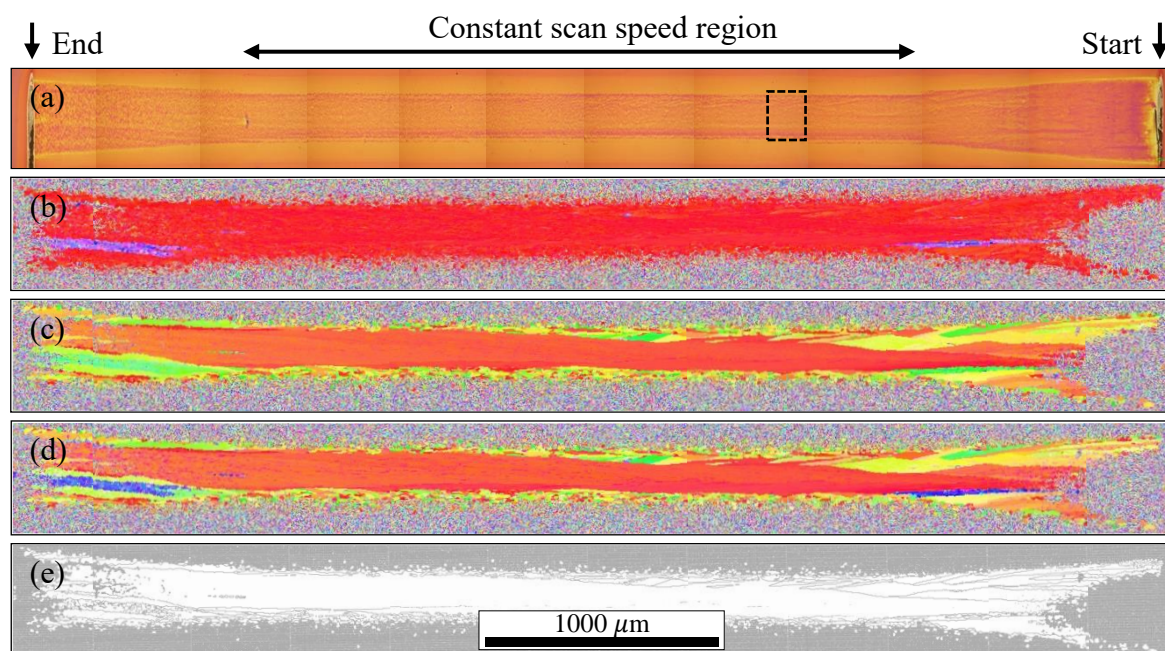 Constant scan speed region
End
Start
(a)
(b)
(c)
(d)
(e)
1000 μm